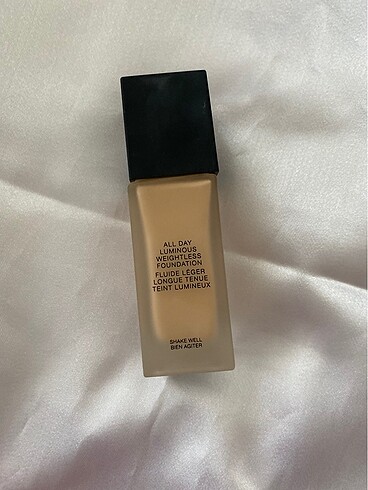 ALL DAY
LUMINOUS
WEIGHTLESS
FOUNDATION
FLUIDE LÉGER
LONGUE TENUE
TEINT LUMINEUX
SHAKE WELL
BIEN AGITER